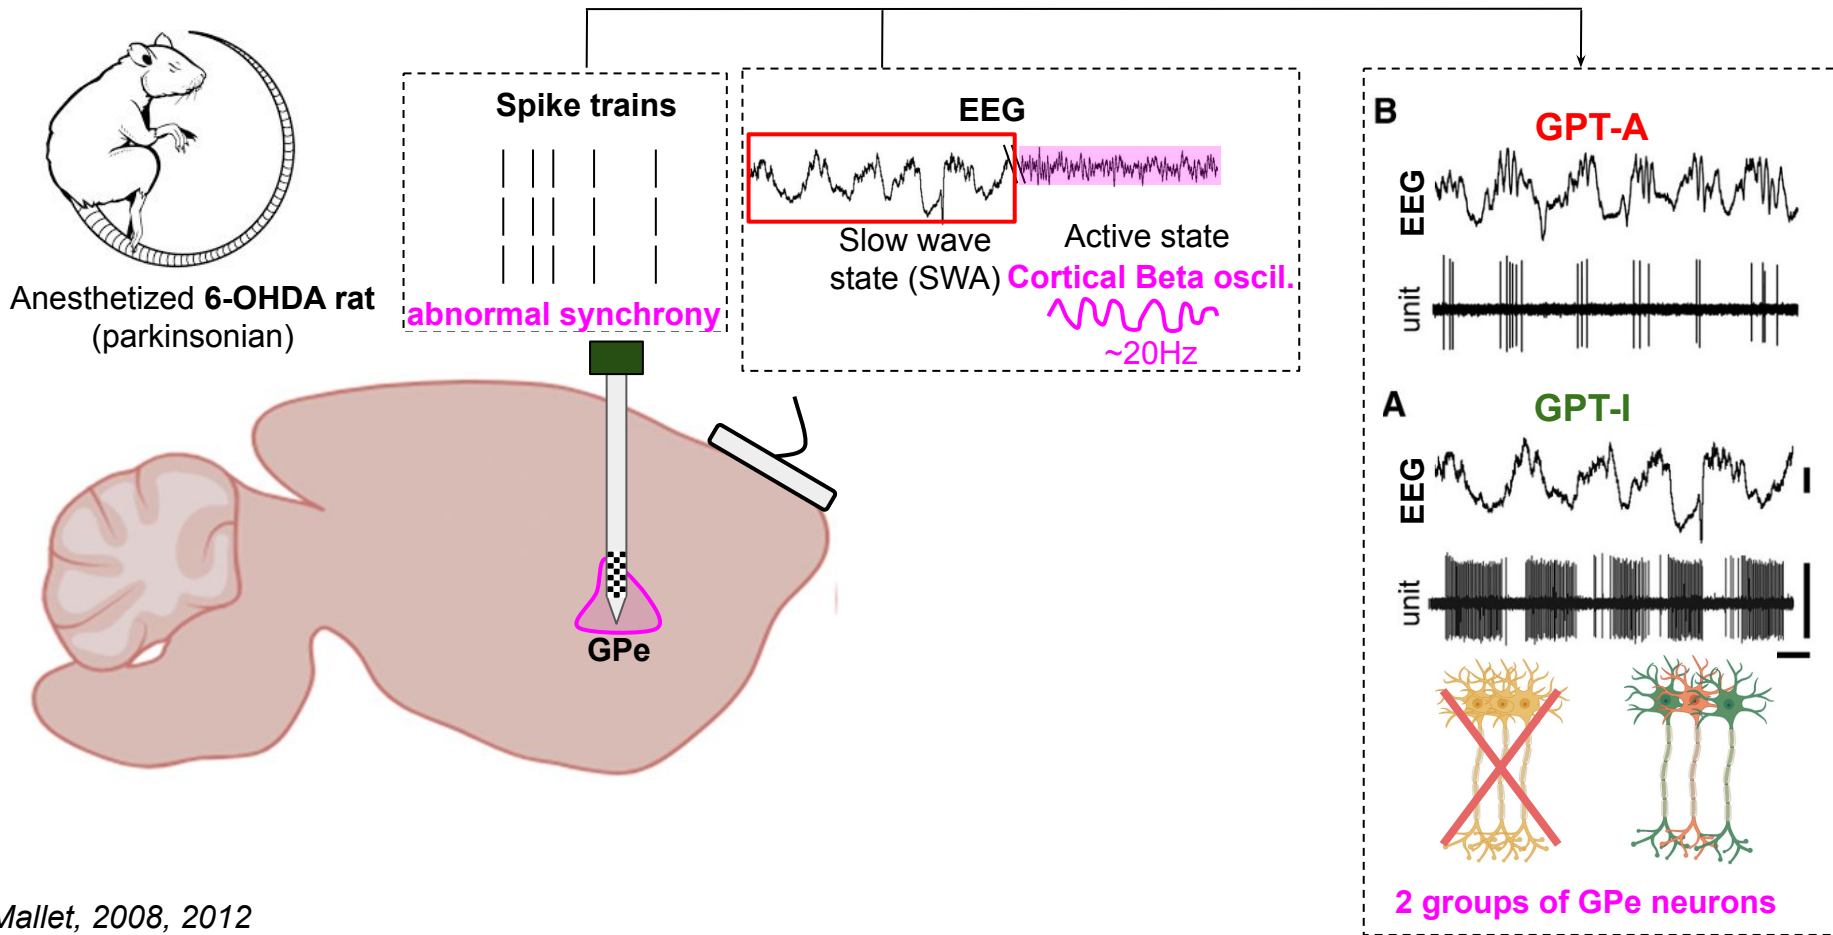 Anesthetized 6-OHDA rat
(parkinsonian)
Spike trains
abnormal synchrony
EEG
Slow wave
state (SWA)
Active state
Cortical Beta oscil.
~20Hz
GPe
B
GPT-A
EEG
unit
A
GPT-I
EEG
unit
2 groups of GPe neurons
Mallet, 2008, 2012